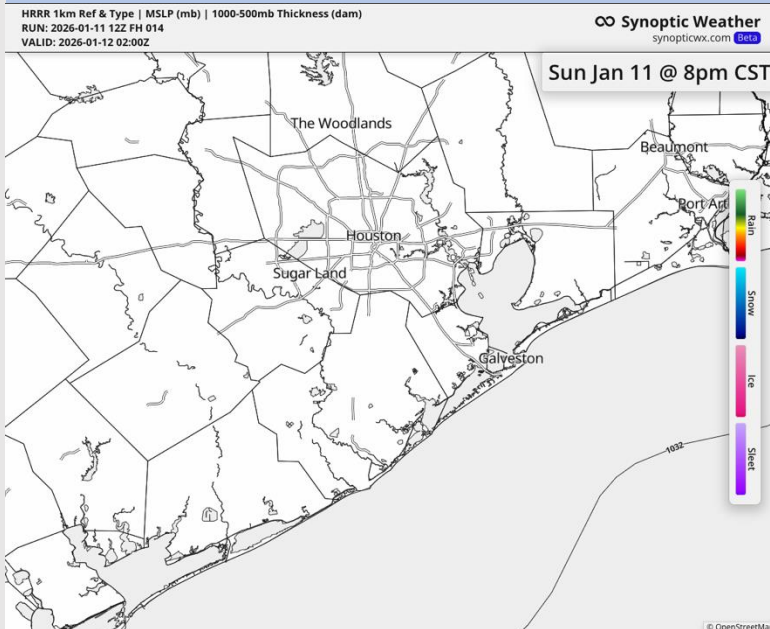 HRRR 1km Ref & Type | MSLP (mb) | 1000-500mb Thickness (dam)
RUN: 2026-01-11 12Z FH 014
VALID: 2026-01-12 02:00Z
Synoptic Weather
synopticwx.com Beta
Sun Jan 11 @ 8pm CST
The Woodlands
Beaumont
Port Art
Houston
Sugar Land
Galveston
Rain
Snow
Ice
Sleet
1032
© OpenStreetMa